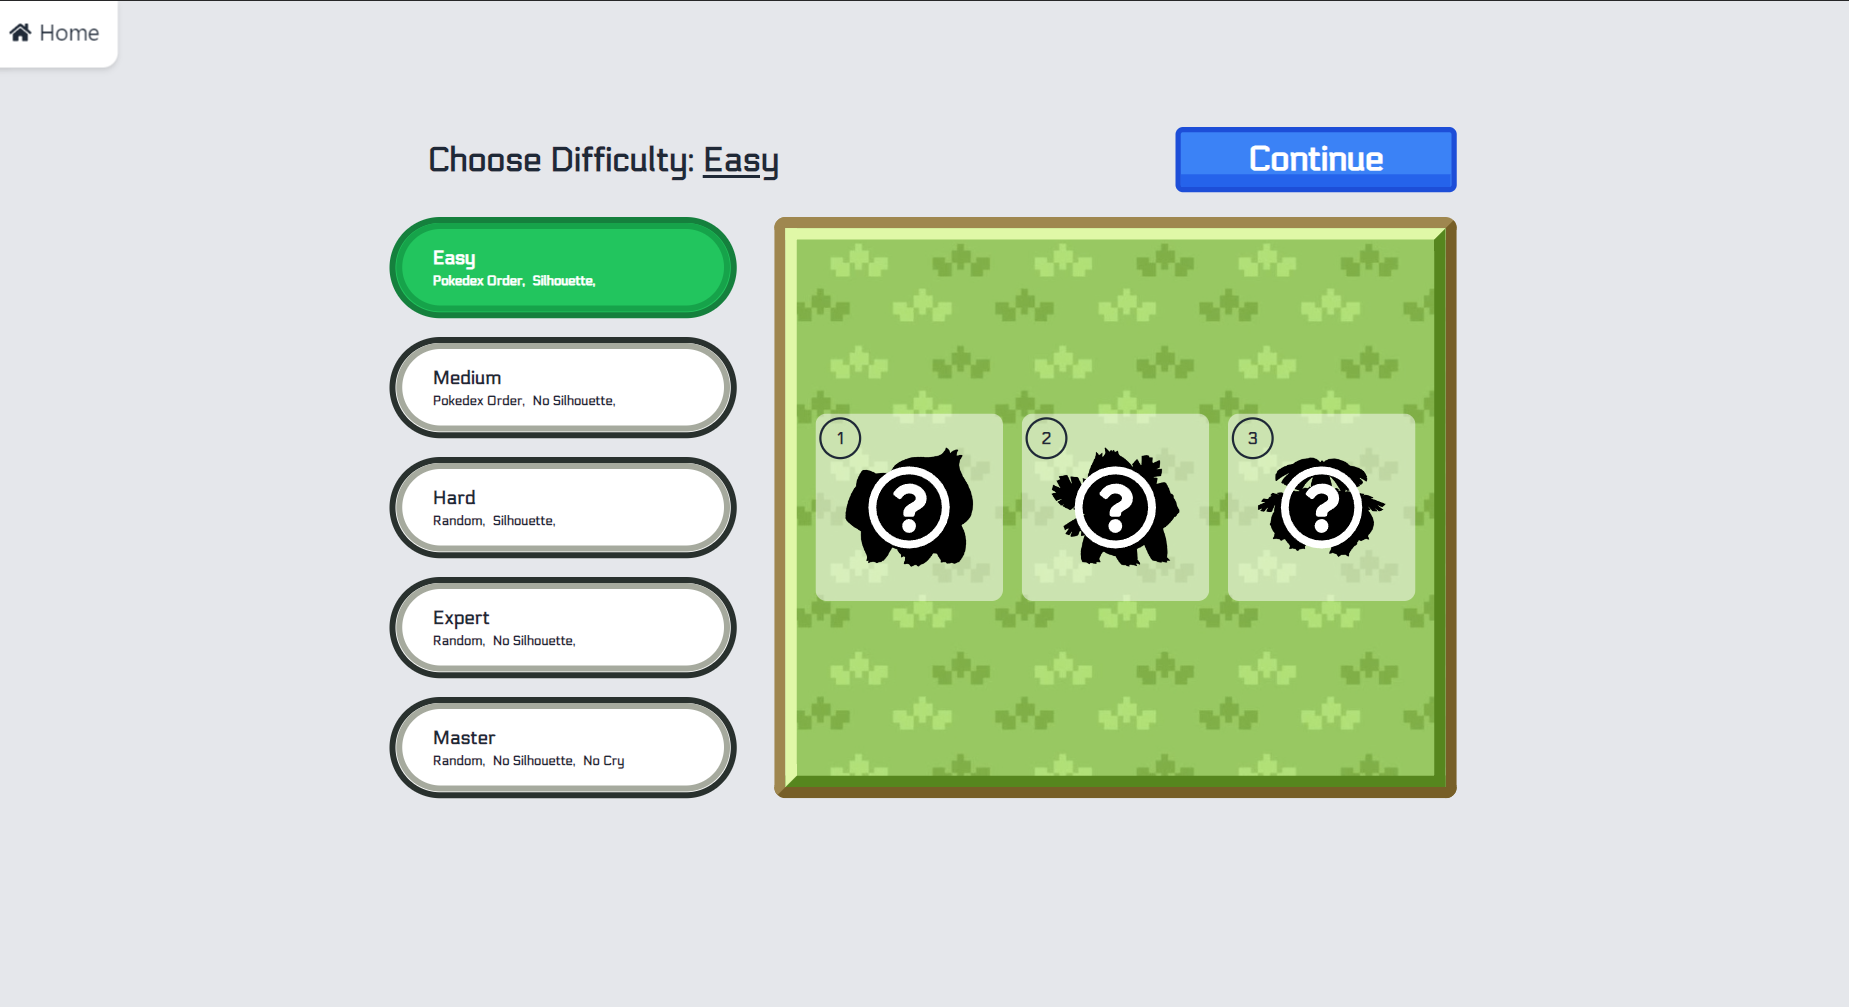 Home
Choose Difficulty: Easy
Continue
Easy
Pokedex Order, Silhouette,
Medium
Pokedex Order, No Silhouette,
Hard
Random, Silhouette,
Expert
Random, No Silhouette,
Master
Random, No Silhouette, No Cry
1
2
3
?
?
?